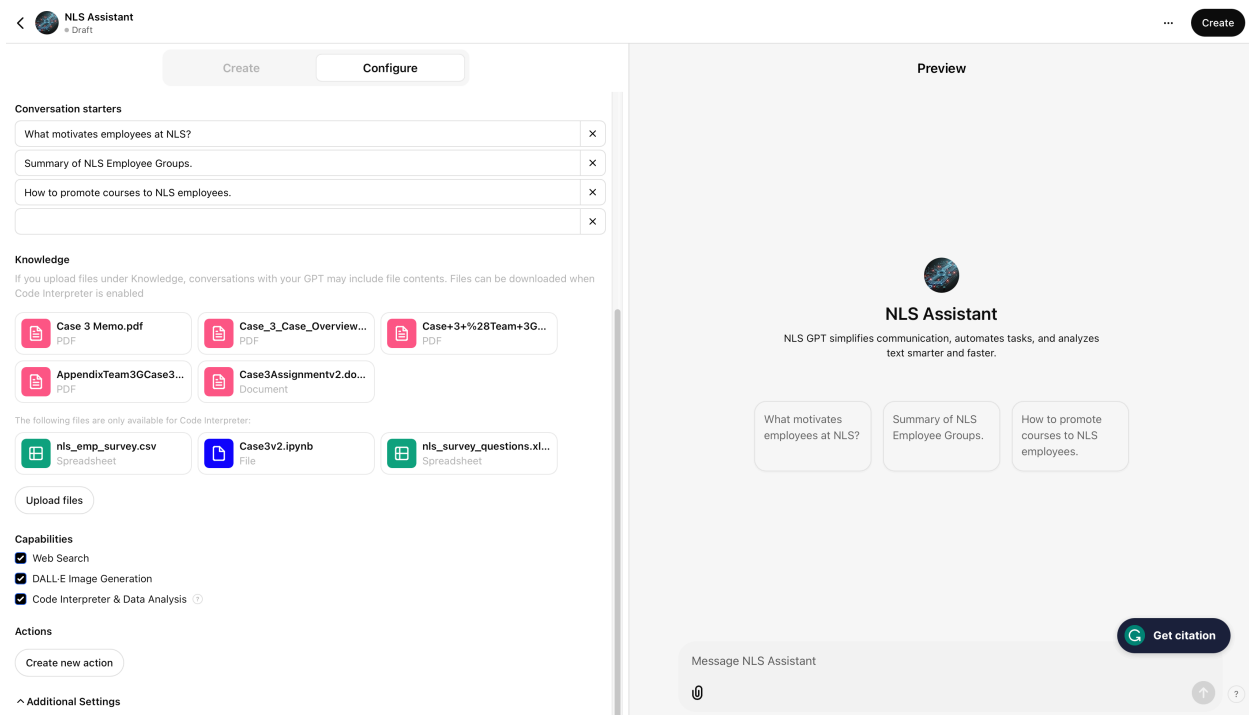 NLS Assistant
Draft
Create
Create
Configure
Conversation starters
What motivates employees at NLS?
Summary of NLS Employee Groups.
How to promote courses to NLS employees.
Knowledge
If you upload files under Knowledge, conversations with your GPT may include file contents. Files can be downloaded when
Code Interpreter is enabled
Case 3 Memo.pdf
PDF
Case_3_Case_Overview...
PDF
Case+3+%28Team+3G...
PDF
AppendixTeam3GCase3...
PDF
Case3Assignmentv2.do...
Document
The following files are only available for Code Interpreter:
nls_emp_survey.csv
Spreadsheet
Case3v2.ipynb
File
nls_survey_questions.xl...
Spreadsheet
Upload files
Capabilities
Web Search
DALL·E Image Generation
Code Interpreter & Data Analysis ?
Actions
Create new action
Additional Settings
Preview
NLS Assistant
NLS GPT simplifies communication, automates tasks, and analyzes
text smarter and faster.
What motivates
employees at NLS?
Summary of NLS
Employee Groups.
How to promote
courses to NLS
employees.
Get citation
Message NLS Assistant
?